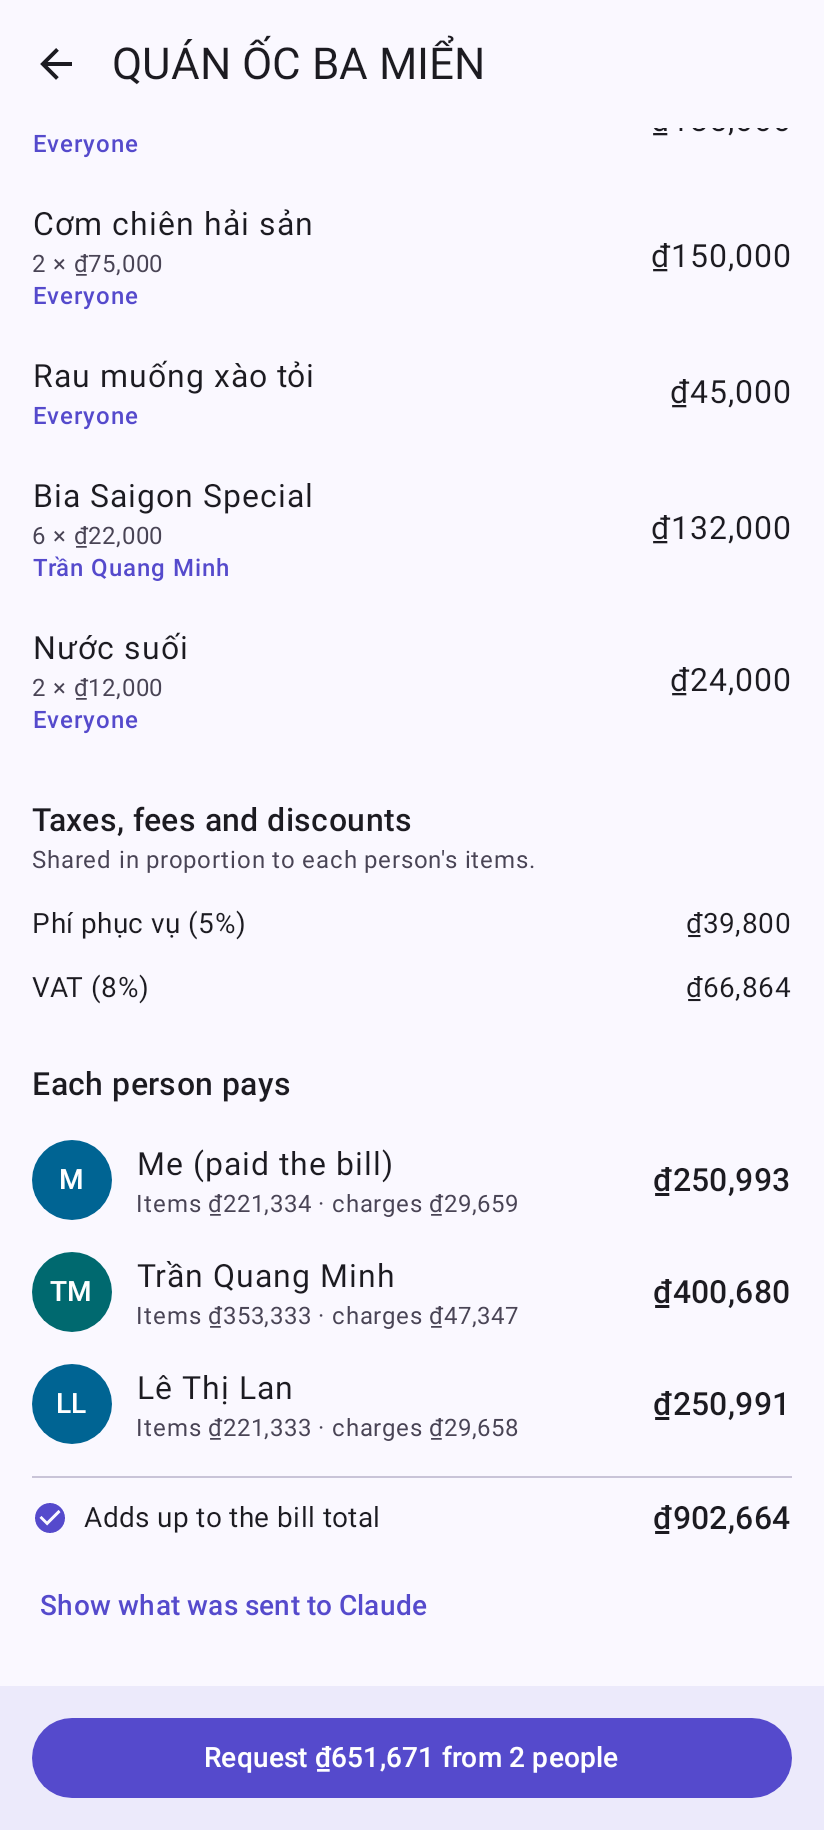 QUÁN ỐC BA MIỂN
Everyone
Cơm chiên hải sản
2 × ₫75,000
₫150,000
Everyone
Rau muống xào tỏi
₫45,000
Everyone
Bia Saigon Special
6 × ₫22,000
₫132,000
Trần Quang Minh
Nước suối
2 × ₫12,000
₫24,000
Everyone
Taxes, fees and discounts
Shared in proportion to each person's items.
Phí phục vụ (5%) ₫39,800
VAT (8%) ₫66,864
Each person pays
M
Me (paid the bill)
Items ₫221,334 · charges ₫29,659
₫250,993
TM
Trần Quang Minh
Items ₫353,333 · charges ₫47,347
₫400,680
LL
Lê Thị Lan
Items ₫221,333 · charges ₫29,658
₫250,991
Adds up to the bill total ₫902,664
Show what was sent to Claude
Request ₫651,671 from 2 people